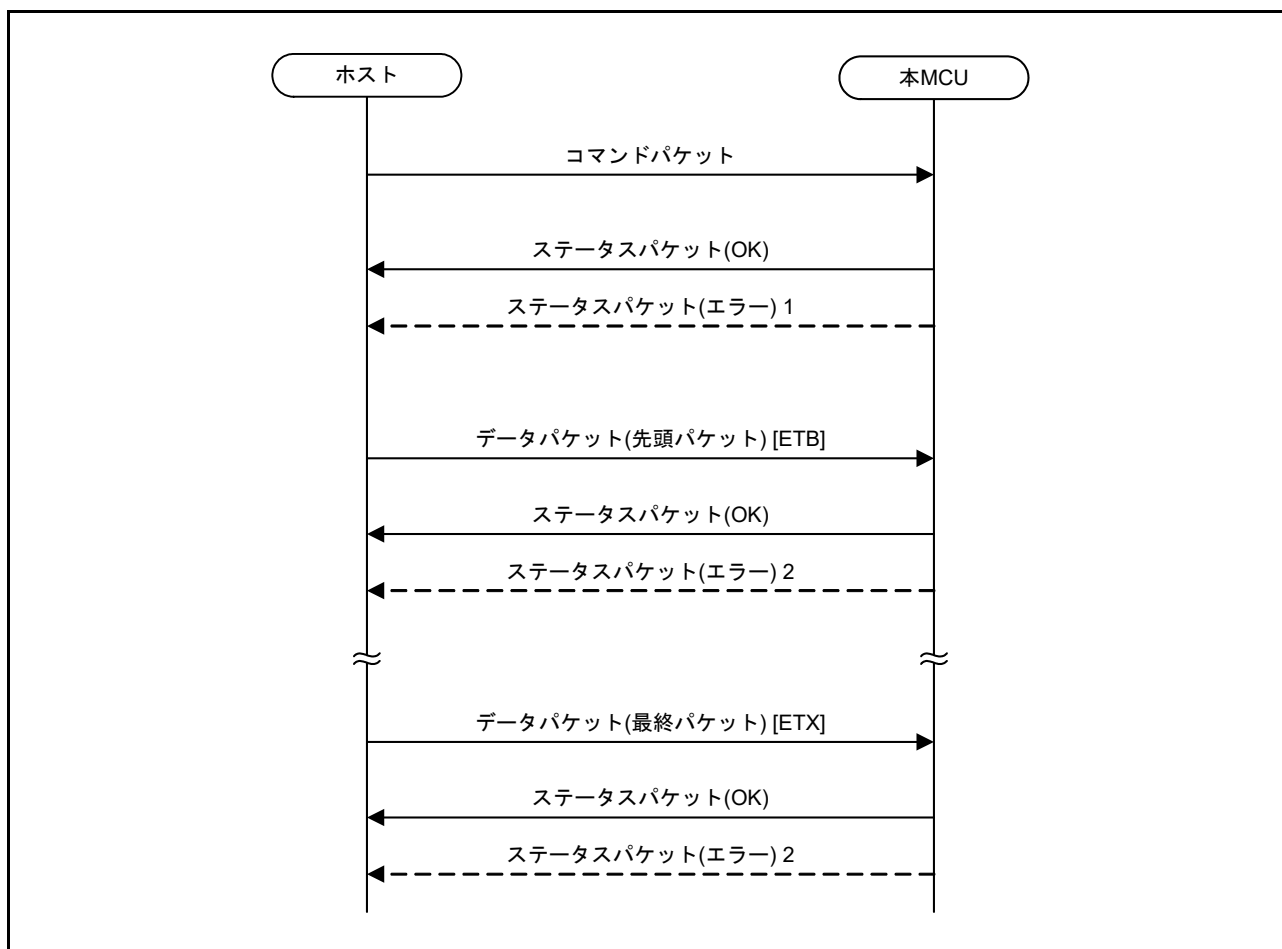 ホスト
本MCU
コマンドパケット
ステータスパケット(OK)
ステータスパケット(エラー) 1
データパケット(先頭パケット) [ETB]
ステータスパケット(OK)
ステータスパケット(エラー) 2
データパケット(最終パケット) [ETX]
ステータスパケット(OK)
ステータスパケット(エラー) 2